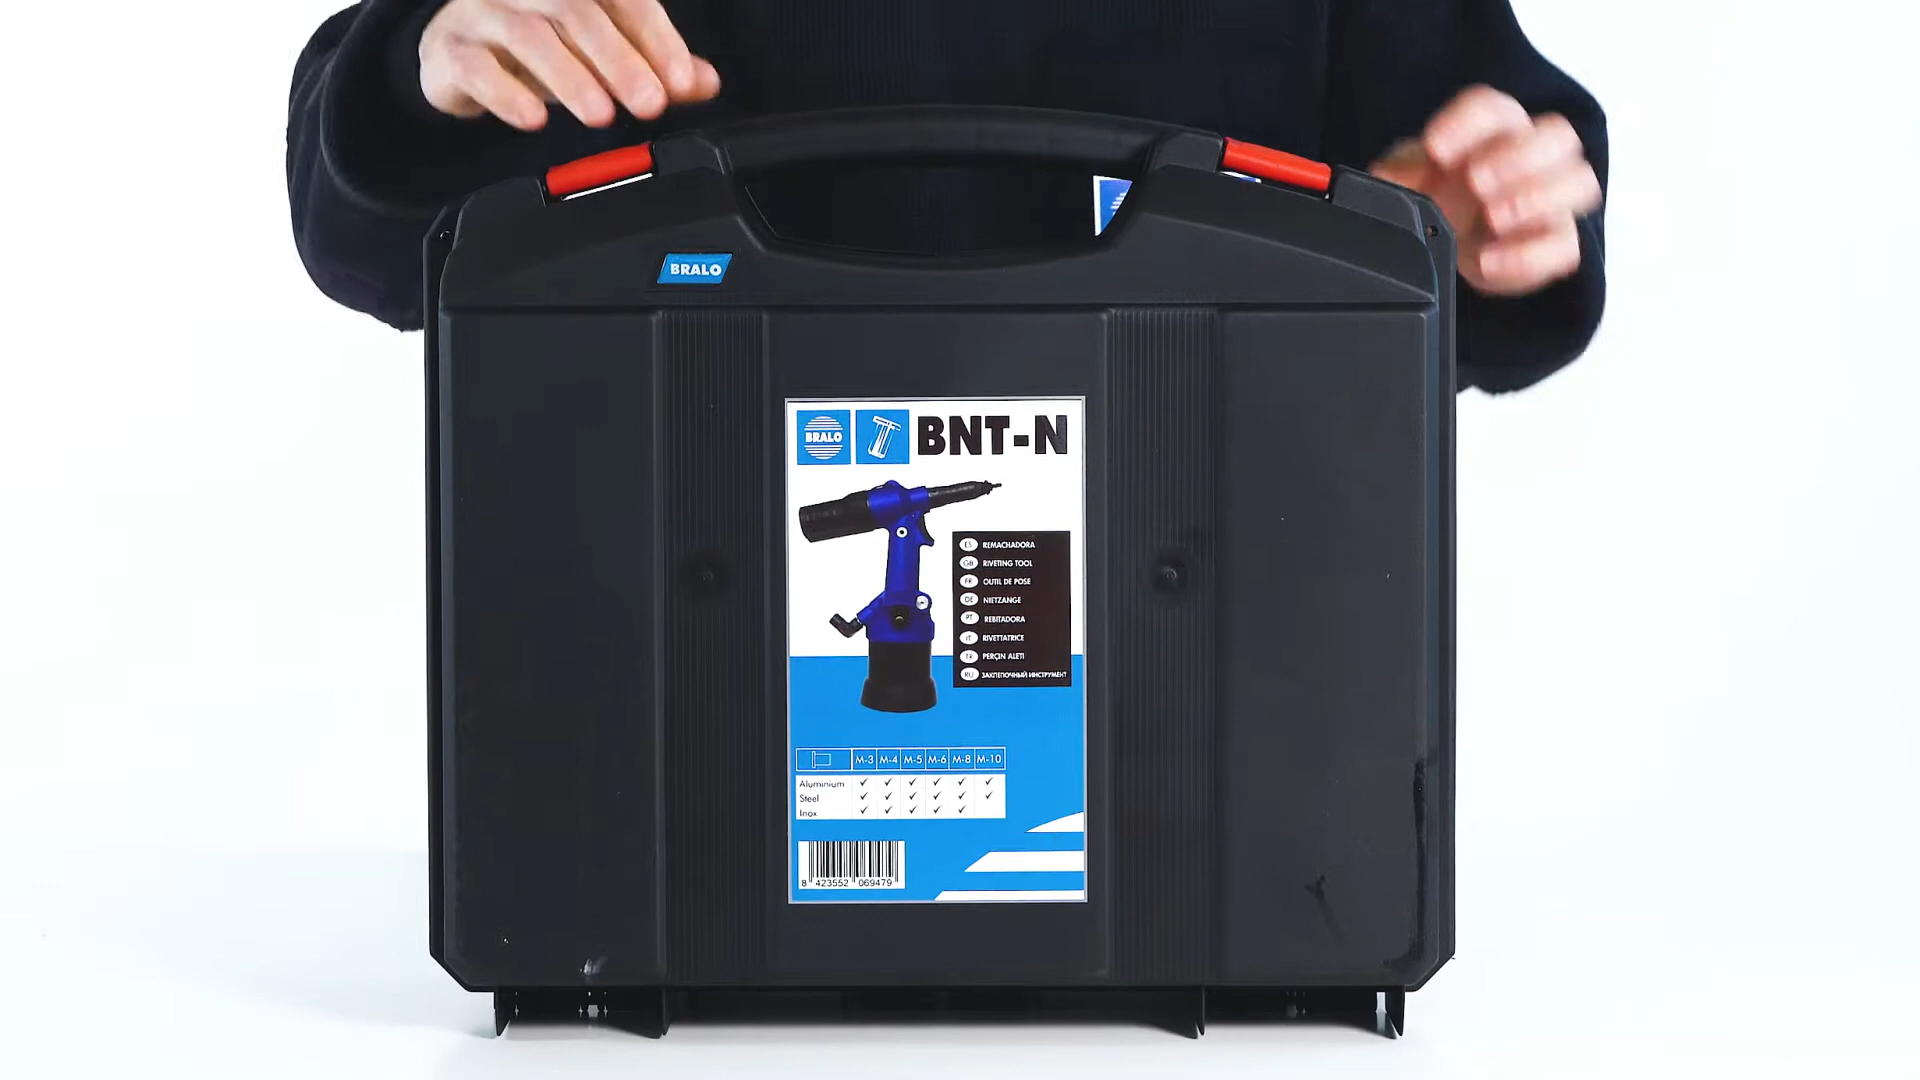 BRALO
BRALO BNT-N
ES REMACHADORA
GB RIVETING TOOL
FR OUTIL DE POSE
DE NIETZANGE
PT REBITADORA
IT RIVETTATRICE
TR PERÇİN ALETİ
RU ЗАКЛЕПОЧНЫЙ ИНСТРУМЕНТ
M-3 M-4 M-5 M-6 M-8 M-10
Aluminium ✓ ✓ ✓ ✓ ✓ ✓
Steel ✓ ✓ ✓ ✓ ✓ ✓
Inox ✓ ✓ ✓ ✓ ✓
8 423552 069479